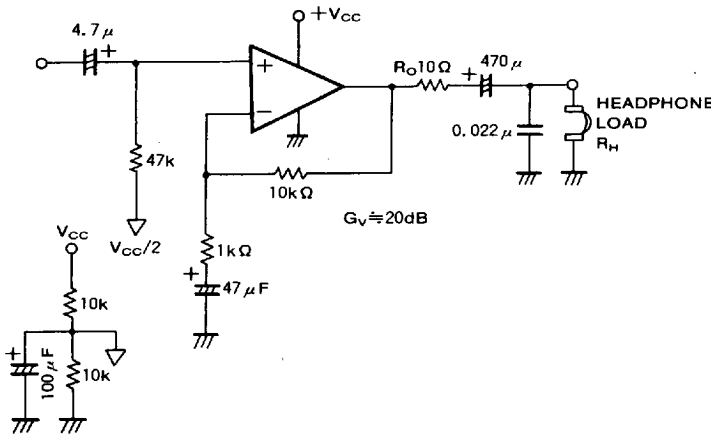 4.7μ
+
+Vcc
+
−
Ro10Ω
+
470μ
HEADPHONE
LOAD
RH
0.022μ
47k
10kΩ
Gv≒20dB
Vcc/2
Vcc
1kΩ
+
47μF
10k
+
100μF
10k